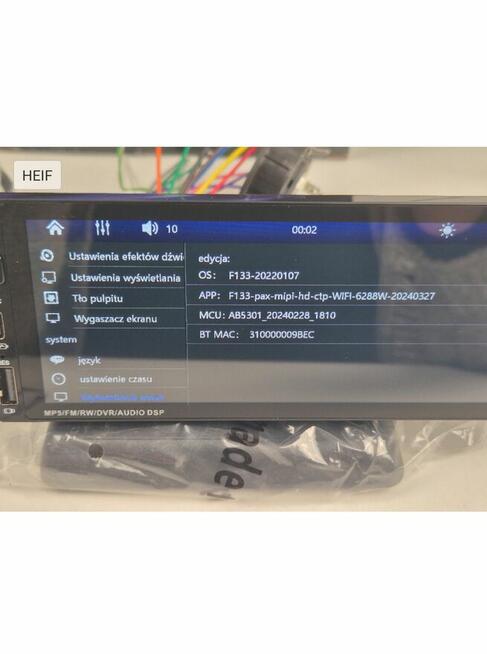 HEIF
10
00:02
Ustawienia efektów dźwi
Ustawienia wyświetlania
Tło pulpitu
Wygaszacz ekranu
system
język
ustawienie czasu
edycja:
OS: F133-20220107
APP: F133-pax-mipi-hd-ctp-WIFI-6288W-20240327
MCU: AB5301_20240228_1810
BT MAC: 310000009BEC
MP5/FM/RW/DVR/AUDIO DSP